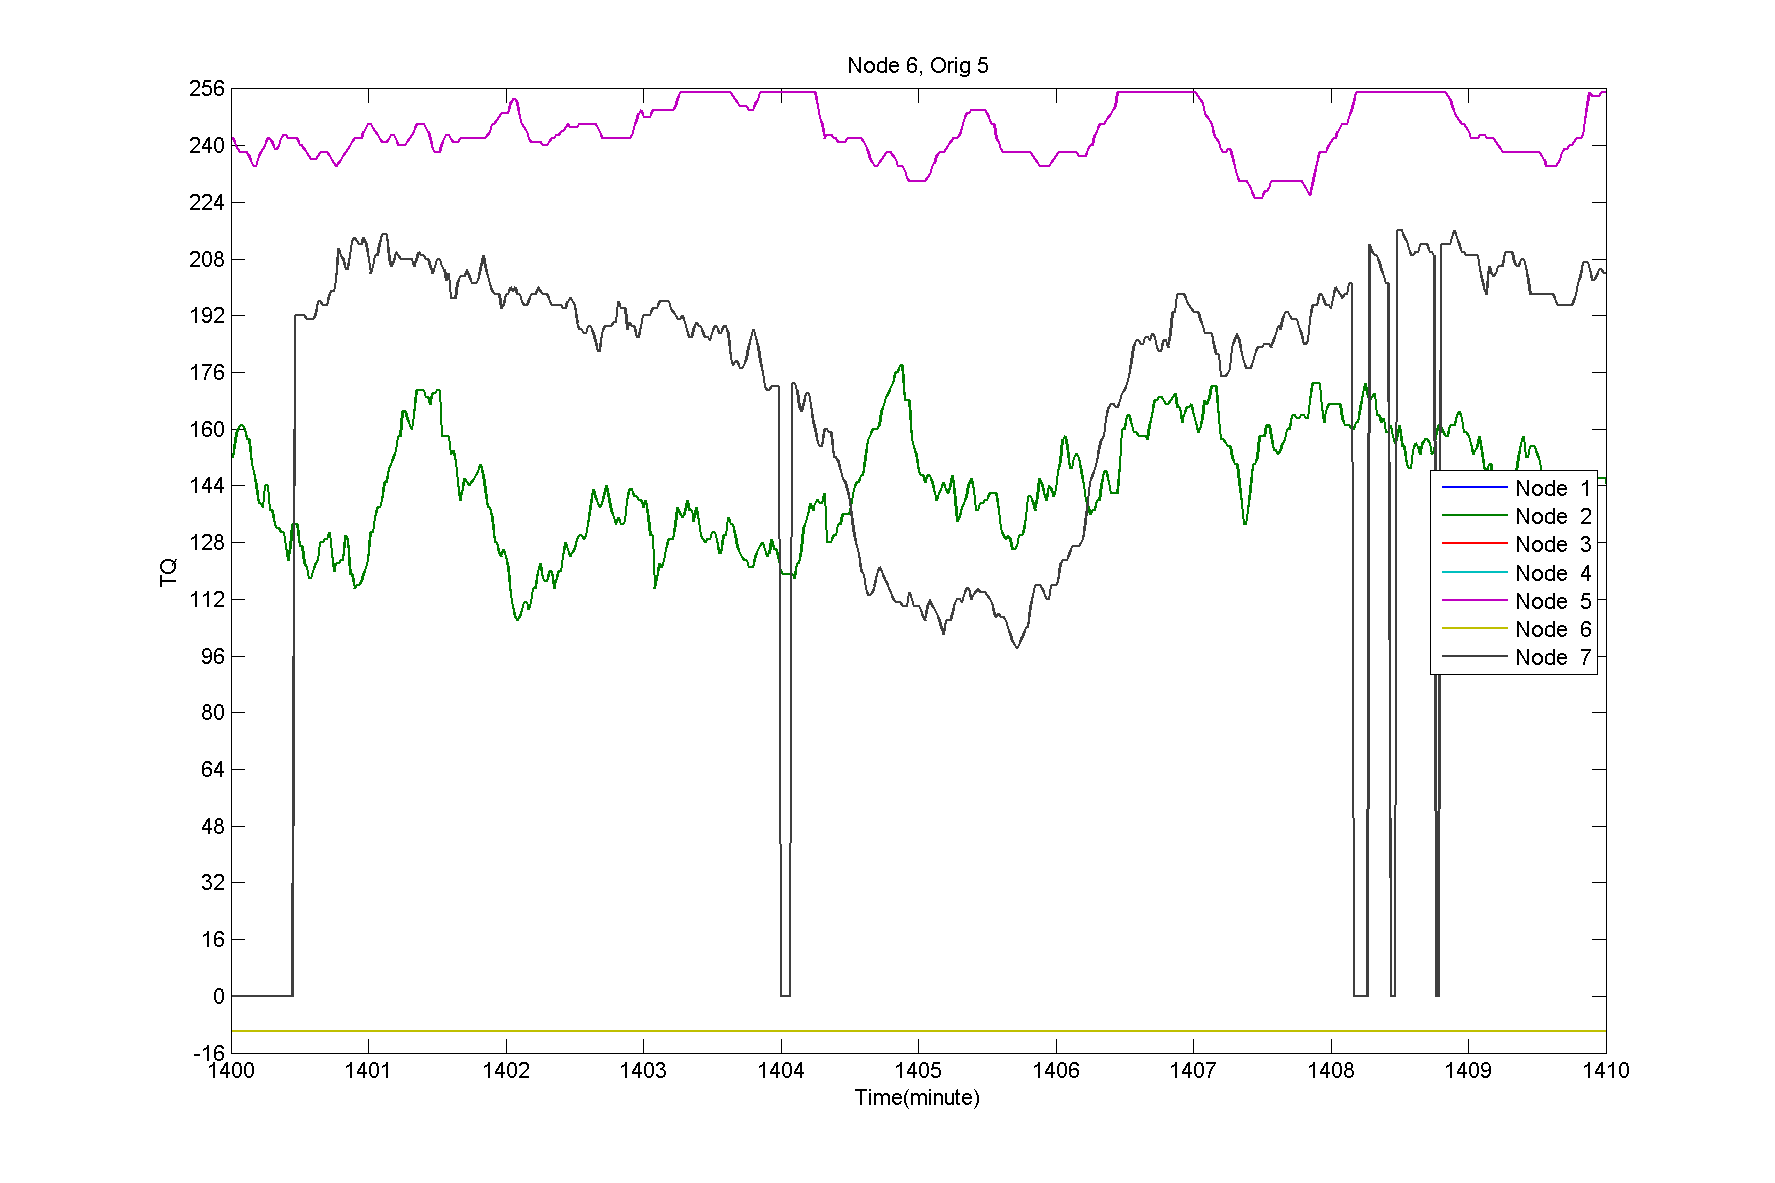 Node 6, Orig 5
256
240
224
208
192
176
160
144
128
112
96
80
64
48
32
16
0
-16
TQ
Node 1
Node 2
Node 3
Node 4
Node 5
Node 6
Node 7
1400 1401 1402 1403 1404 1405 1406 1407 1408 1409 1410
Time(minute)